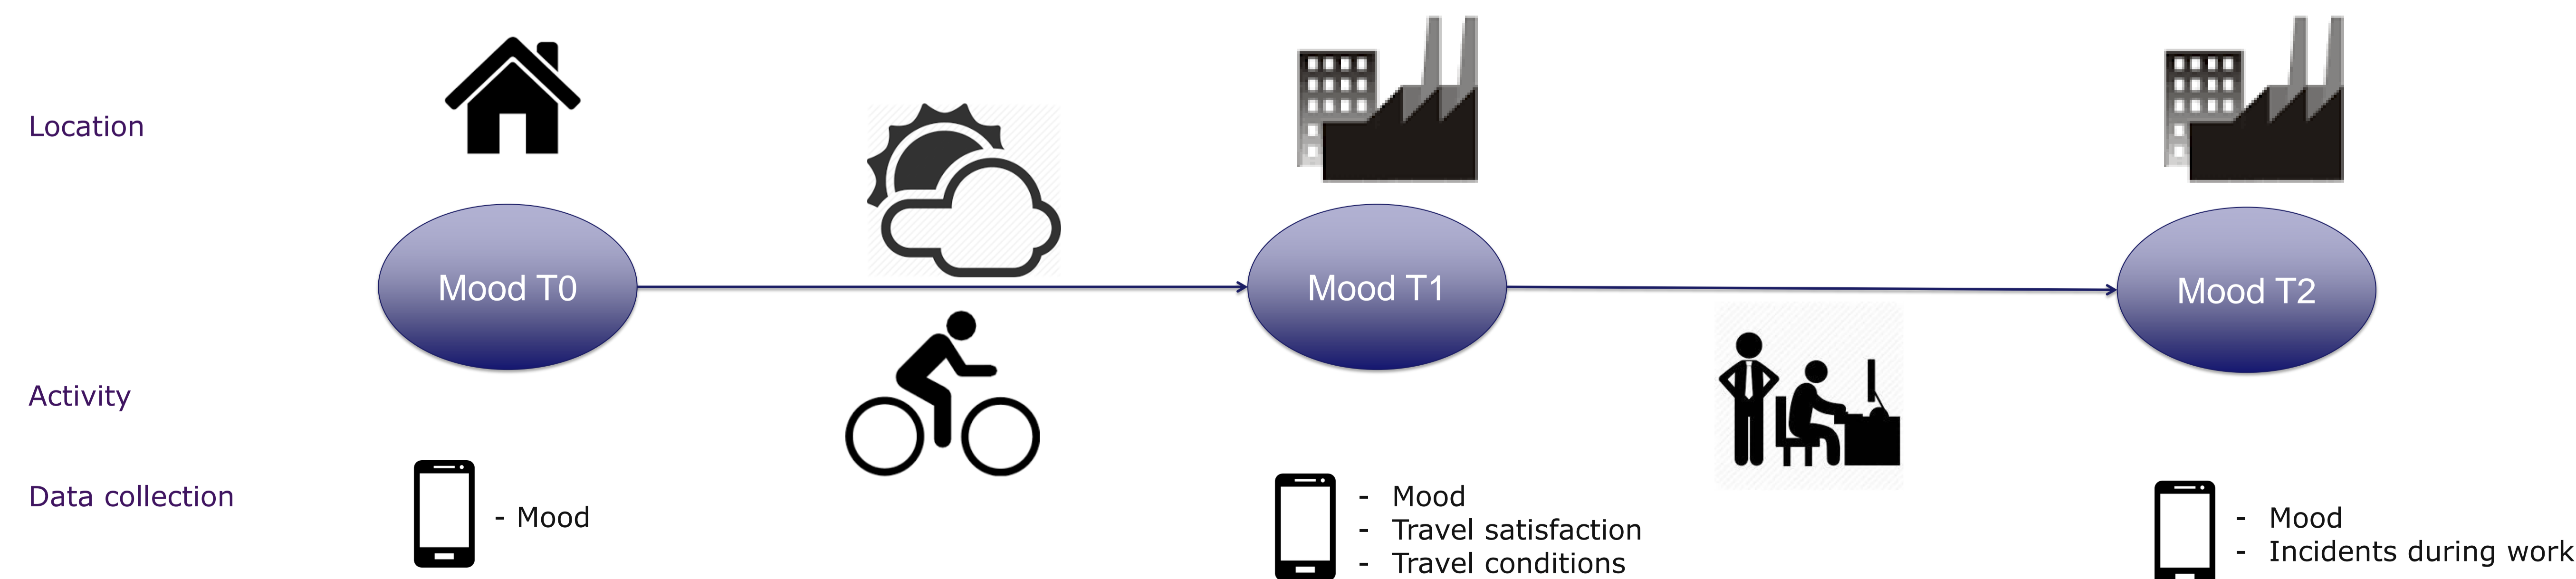 Location
Mood T0
Mood T1
Mood T2
Activity
Data collection
- Mood
- Mood
- Travel satisfaction
- Travel conditions
- Mood
- Incidents during work